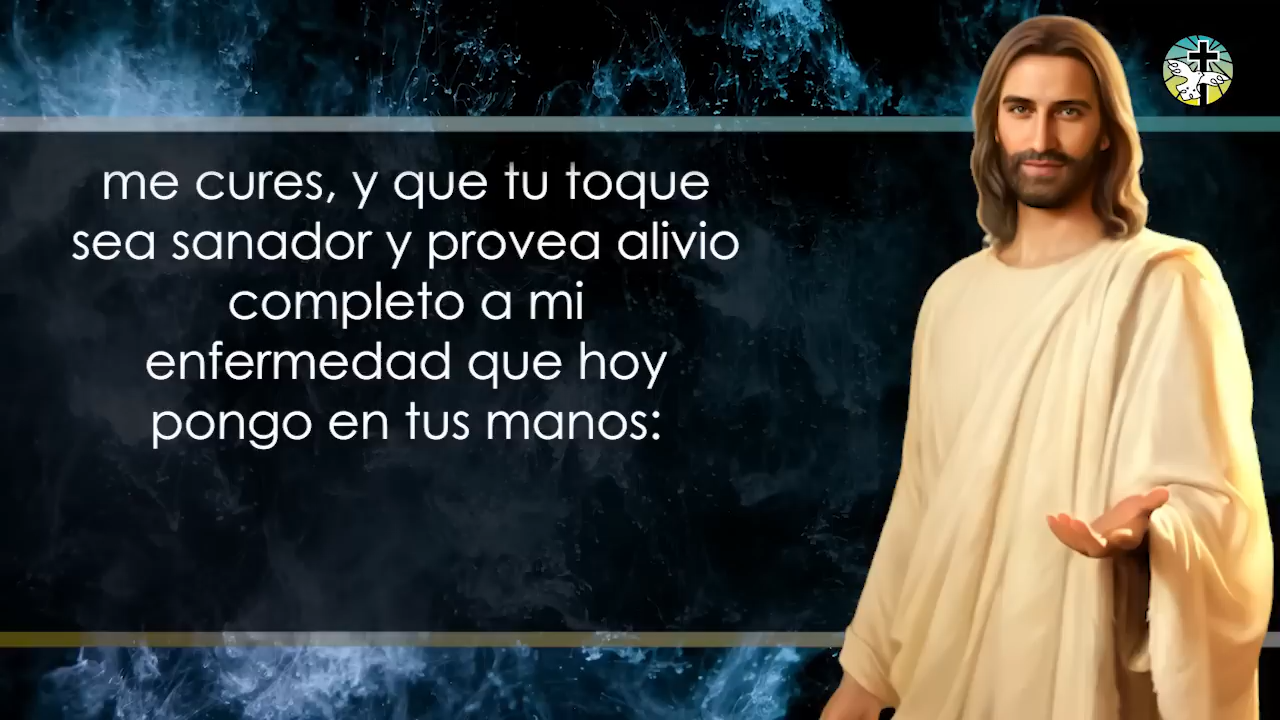 me cures, y que tu toque
sea sanador y provea alivio
completo a mi
enfermedad que hoy
pongo en tus manos: